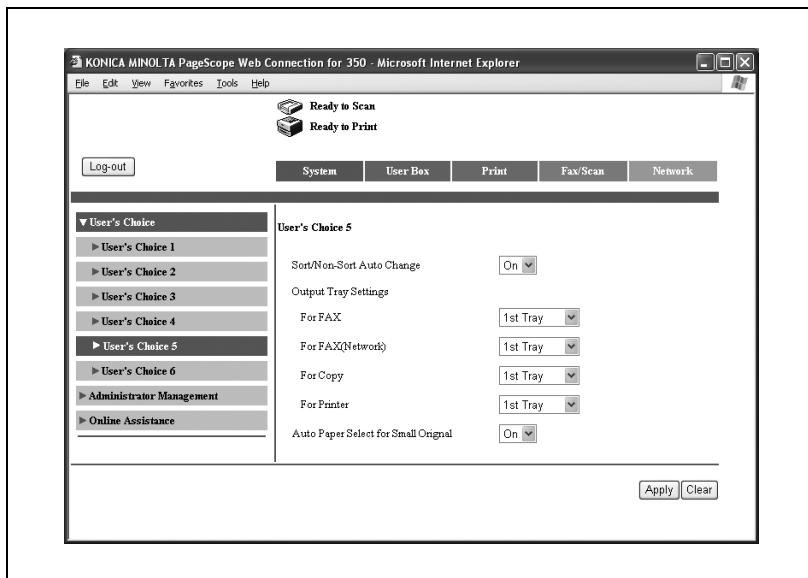 KONICA MINOLTA PageScope Web Connection for 350 - Microsoft Internet Explorer
File Edit View Favorites Tools Help
Ready to Scan
Ready to Print
Log-out
System User Box Print Fax/Scan Network
User's Choice
User's Choice 1
User's Choice 2
User's Choice 3
User's Choice 4
User's Choice 5
User's Choice 6
Administrator Management
Online Assistance
User's Choice 5
Sort/Non-Sort Auto Change On
Output Tray Settings
For FAX 1st Tray
For FAX(Network) 1st Tray
For Copy 1st Tray
For Printer 1st Tray
Auto Paper Select for Small Orignal On
Apply Clear